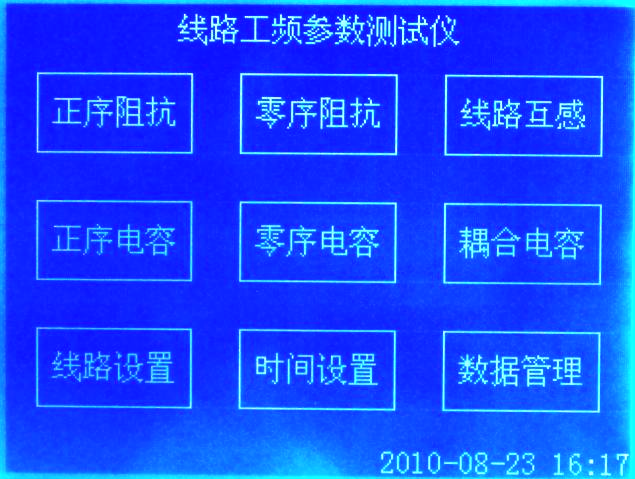 线路工频参数测试仪
正序阻抗 零序阻抗 线路互感
正序电容 零序电容 耦合电容
线路设置 时间设置 数据管理
2010-08-23 16:17